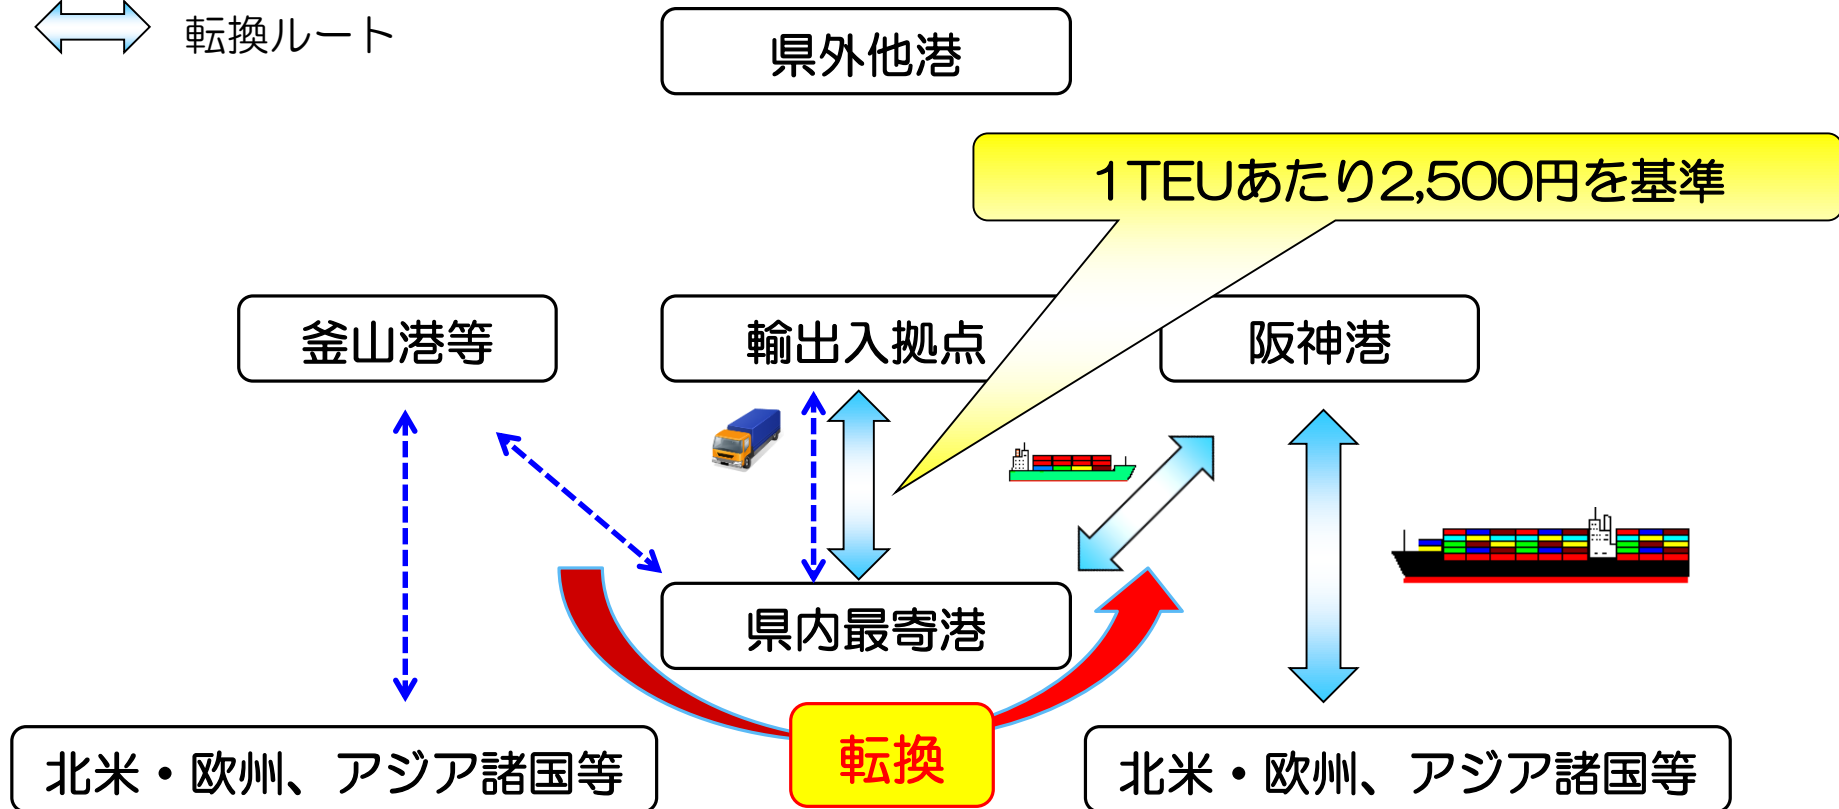 転換ルート
県外他港
1TEUあたり2,500円を基準
釜山港等
輸出入拠点
阪神港
県内最寄港
転換
北米・欧州、アジア諸国等
北米・欧州、アジア諸国等